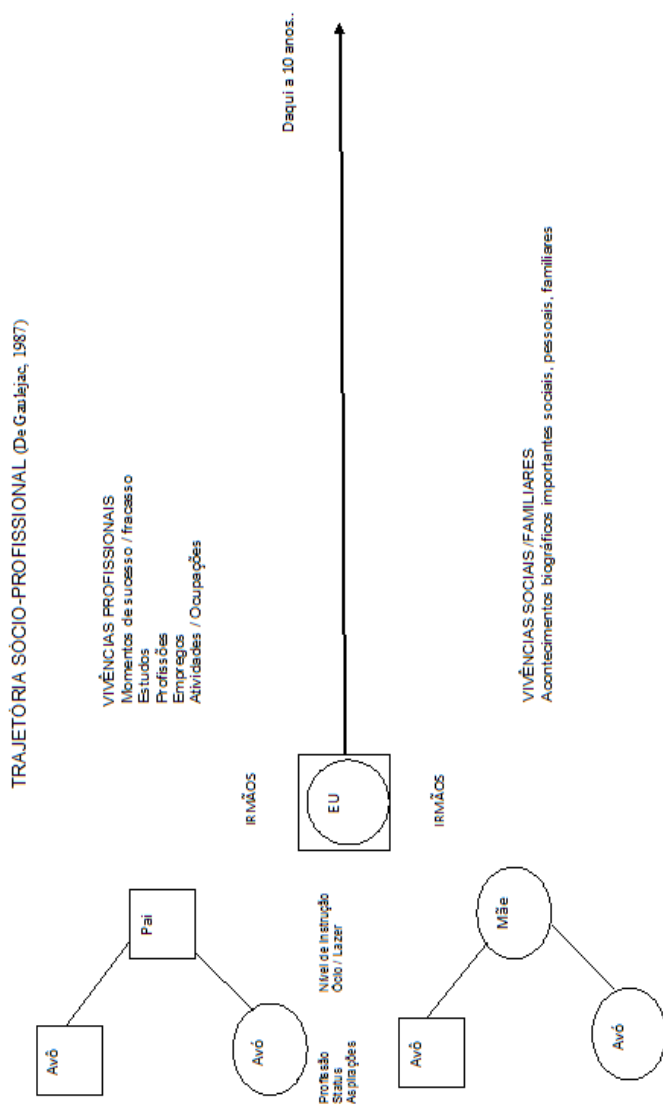 TRAJETÓRIA SÓCIO-PROFISSIONAL (De Gaulejac, 1987)
Avô
Pai
Avó
VIVÊNCIAS PROFISSIONAIS
Momentos de sucesso / fracasso
Estudos
Profissões
Empregos
Atividades / Ocupações
Daqui a 10 anos..
IRMÃOS
EU
IRMÃOS
Profissão
Status
Aspirações
Nível de Instrução
Ócio / Lazer
Avô
Mãe
Avó
VIVÊNCIAS SOCIAIS /FAMILIARES
Acontecimentos biográficos importantes sociais, pessoais, familiares